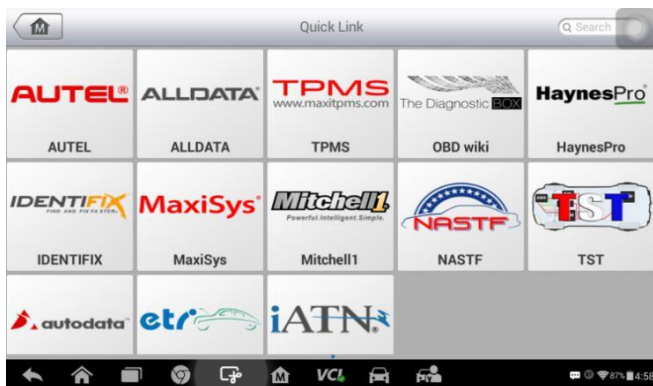 Quick Link
Search
AUTEL®
AUTEL
ALLDATA®
ALLDATA
TPMS
www.maxitpms.com
TPMS
The Diagnostic BOX
OBD wiki
HaynesPro
HaynesPro
IDENTIFIX
FIND AND FIX FASTER.
IDENTIFIX
MaxiSys®
MaxiSys
Mitchell1
Powerful.Intelligent.Simple.
Mitchell1
NASTF
NASTF
TST
TST
autodata
etr
iATN®
M
VCI
M
87%
4:58